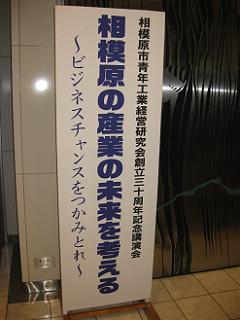 相模原市青年工業経営研究会創立三十周年記念講演会
相模原の産業の未来を考える
～ビジネスチャンスをつかみとれ～